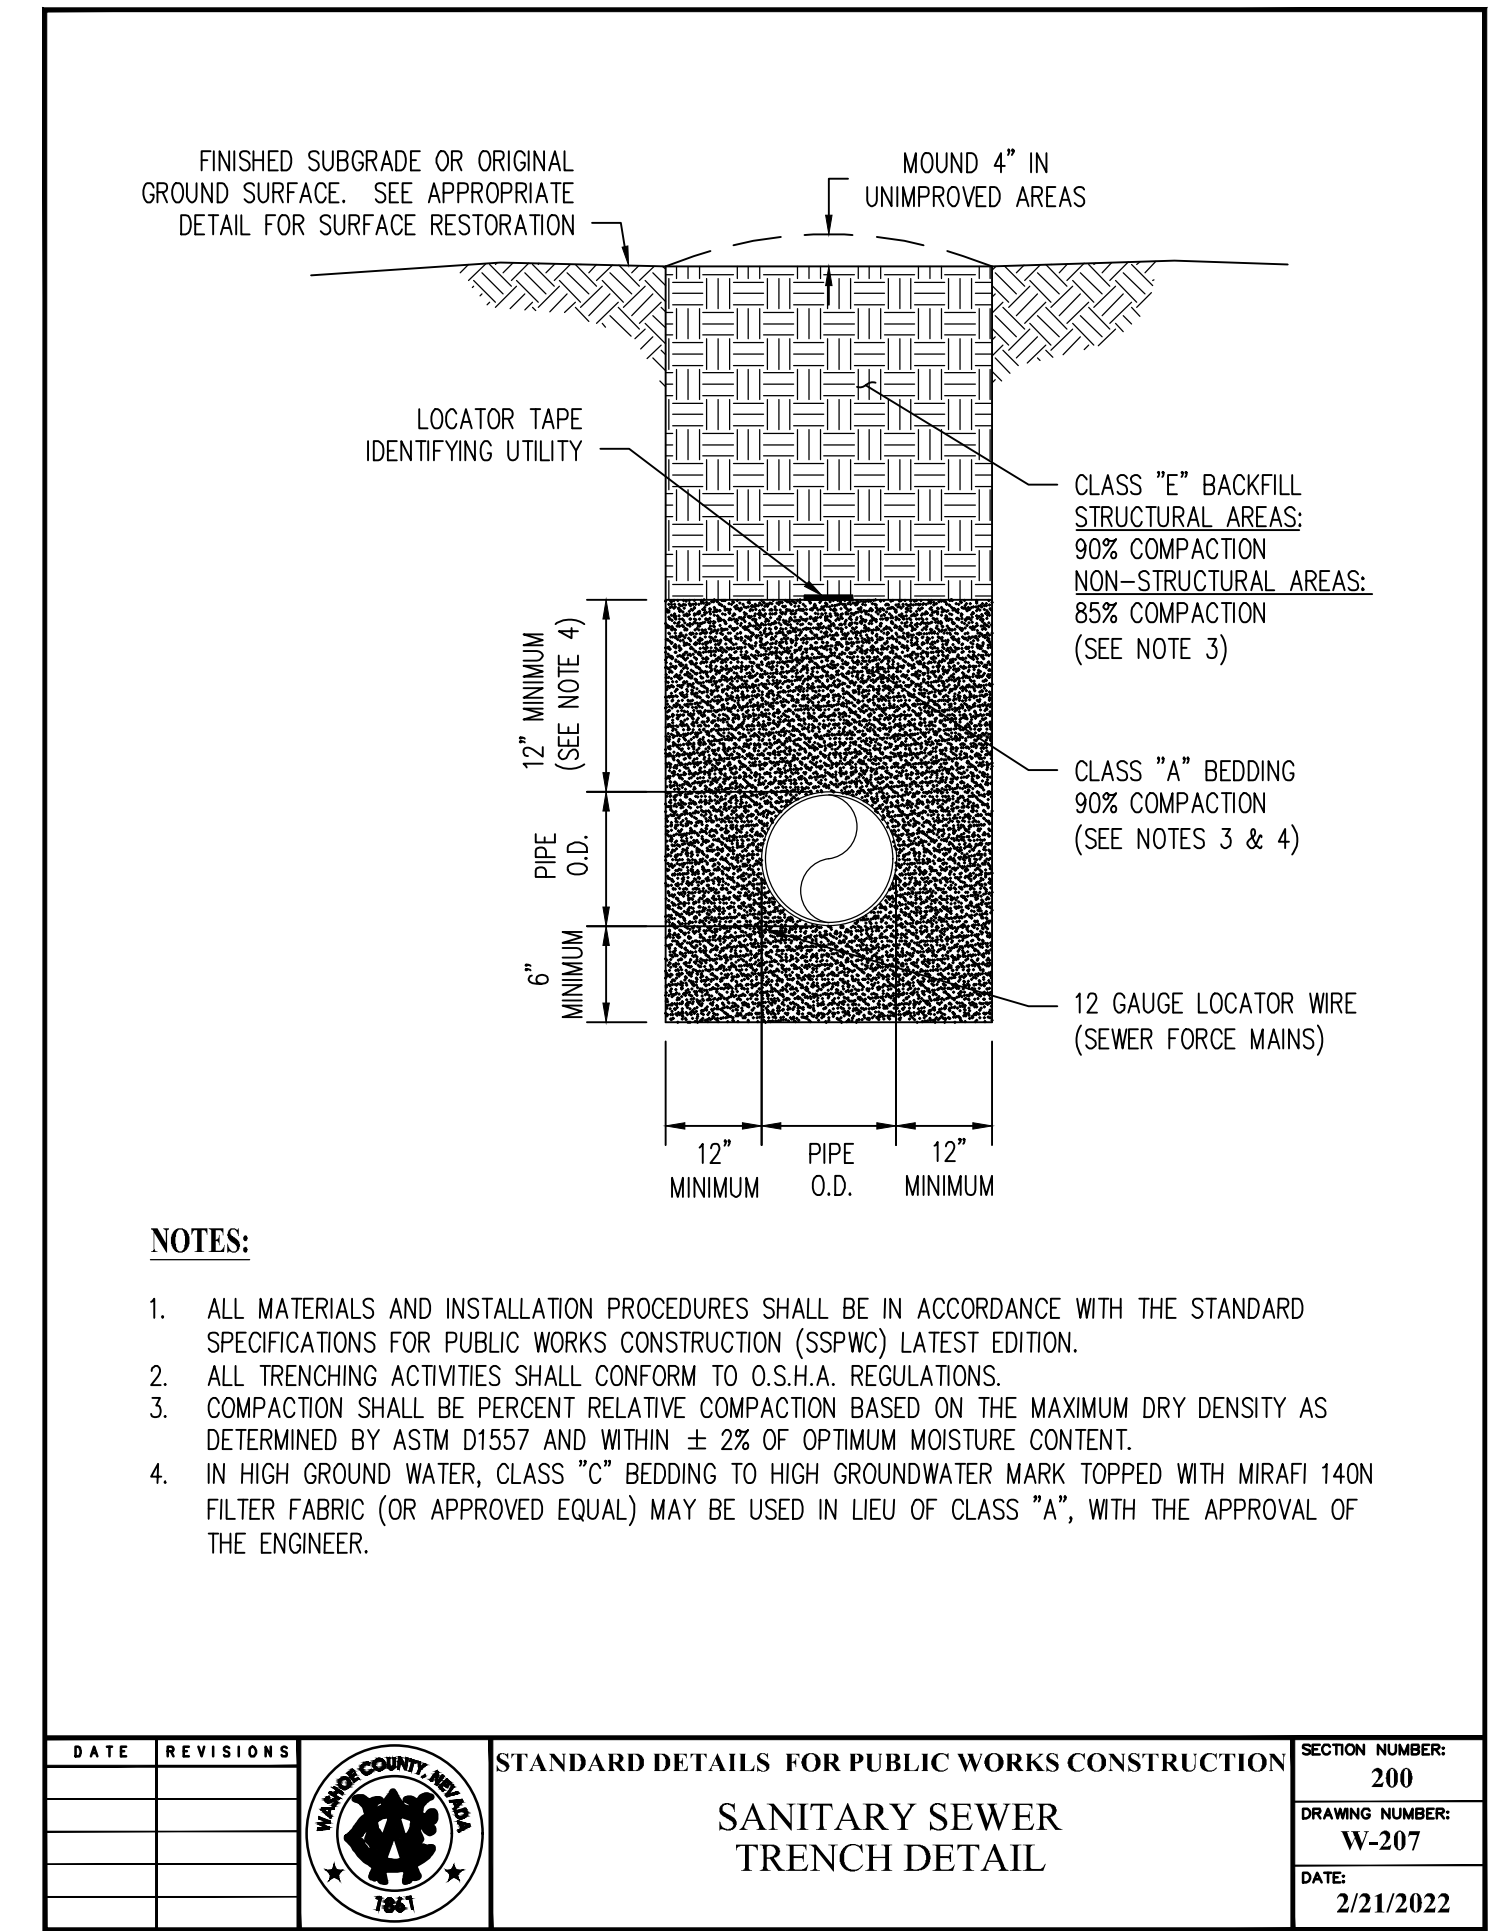 FINISHED SUBGRADE OR ORIGINAL
GROUND SURFACE. SEE APPROPRIATE
DETAIL FOR SURFACE RESTORATION
MOUND 4" IN
UNIMPROVED AREAS
LOCATOR TAPE
IDENTIFYING UTILITY
CLASS "E" BACKFILL
STRUCTURAL AREAS:
90% COMPACTION
NON-STRUCTURAL AREAS:
85% COMPACTION
(SEE NOTE 3)
12" MINIMUM
(SEE NOTE 4)
CLASS "A" BEDDING
90% COMPACTION
(SEE NOTES 3 & 4)
PIPE
O.D.
6"
MINIMUM
12 GAUGE LOCATOR WIRE
(SEWER FORCE MAINS)
12"
MINIMUM
PIPE
O.D.
12"
MINIMUM
NOTES:
1. ALL MATERIALS AND INSTALLATION PROCEDURES SHALL BE IN ACCORDANCE WITH THE STANDARD
SPECIFICATIONS FOR PUBLIC WORKS CONSTRUCTION (SSPWC) LATEST EDITION.
2. ALL TRENCHING ACTIVITIES SHALL CONFORM TO O.S.H.A. REGULATIONS.
3. COMPACTION SHALL BE PERCENT RELATIVE COMPACTION BASED ON THE MAXIMUM DRY DENSITY AS
DETERMINED BY ASTM D1557 AND WITHIN ± 2% OF OPTIMUM MOISTURE CONTENT.
4. IN HIGH GROUND WATER, CLASS "C" BEDDING TO HIGH GROUNDWATER MARK TOPPED WITH MIRAFI 140N
FILTER FABRIC (OR APPROVED EQUAL) MAY BE USED IN LIEU OF CLASS "A", WITH THE APPROVAL OF
THE ENGINEER.
DATE REVISIONS
WASHOE COUNTY, NEVADA
1861
STANDARD DETAILS FOR PUBLIC WORKS CONSTRUCTION
SANITARY SEWER
TRENCH DETAIL
SECTION NUMBER:
200
DRAWING NUMBER:
W-207
DATE:
2/21/2022